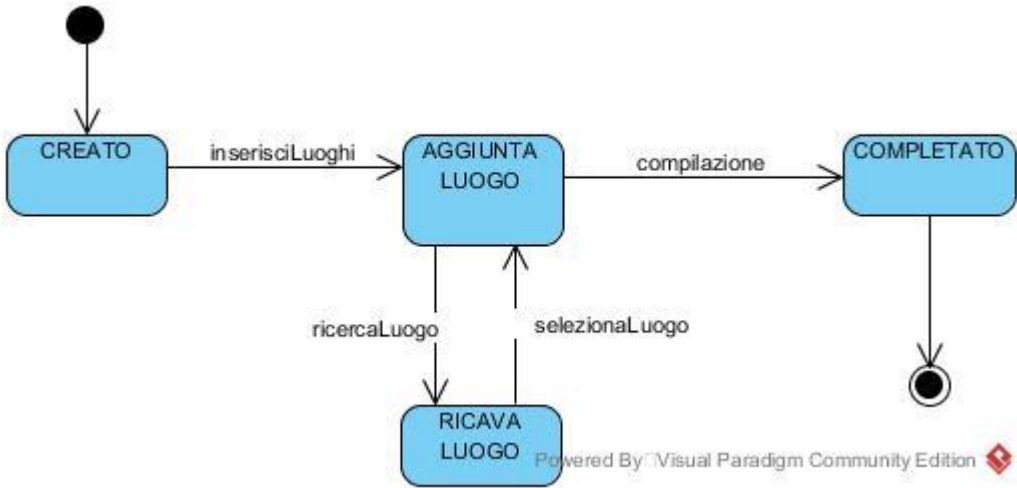 CREATO
inserisciLuoghi
AGGIUNTA
LUOGO
compilazione
COMPLETATO
ricercaLuogo
selezionaLuogo
RICAVA
LUOGO
Powered By Visual Paradigm Community Edition